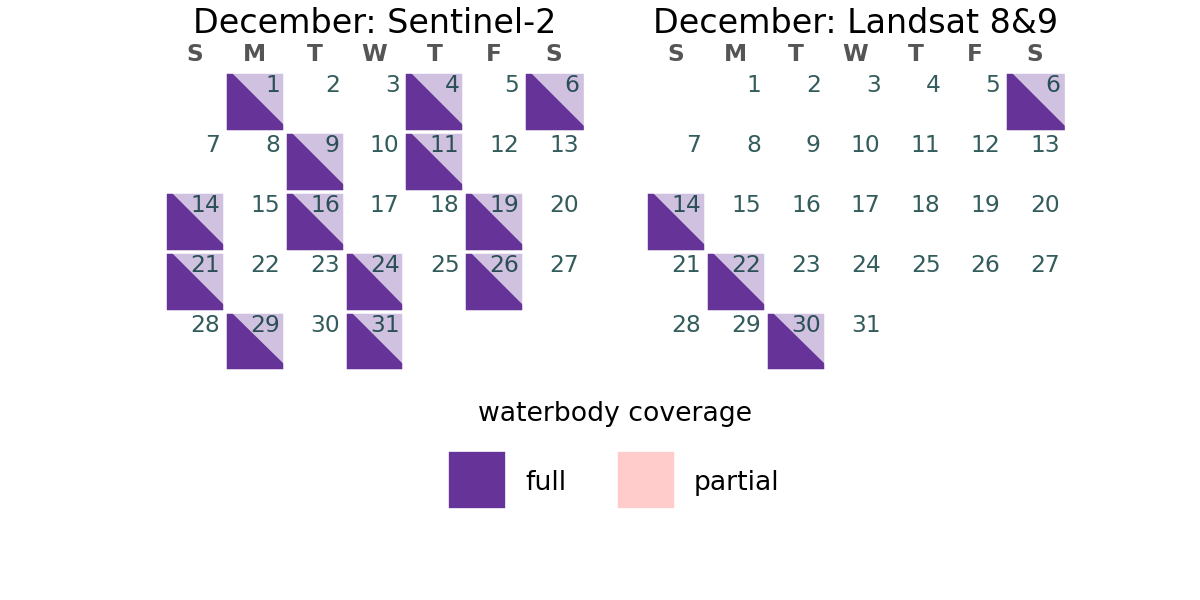 December: Sentinel-2
S M T W T F S
1 2 3 4 5 6
7 8 9 10 11 12 13
14 15 16 17 18 19 20
21 22 23 24 25 26 27
28 29 30 31
December: Landsat 8&9
S M T W T F S
1 2 3 4 5 6
7 8 9 10 11 12 13
14 15 16 17 18 19 20
21 22 23 24 25 26 27
28 29 30 31
waterbody coverage
full partial